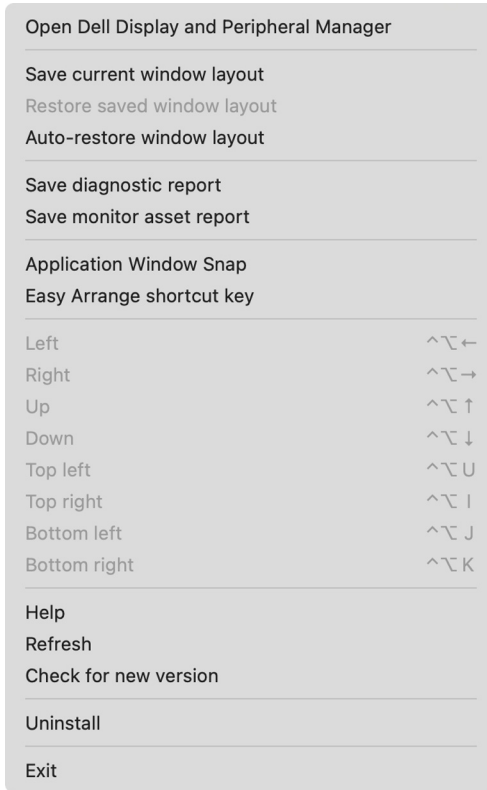 Open Dell Display and Peripheral Manager
Save current window layout
Restore saved window layout
Auto-restore window layout
Save diagnostic report
Save monitor asset report
Application Window Snap
Easy Arrange shortcut key
Left ^⌥←
Right ^⌥→
Up ^⌥↑
Down ^⌥↓
Top left ^⌥U
Top right ^⌥I
Bottom left ^⌥J
Bottom right ^⌥K
Help
Refresh
Check for new version
Uninstall
Exit